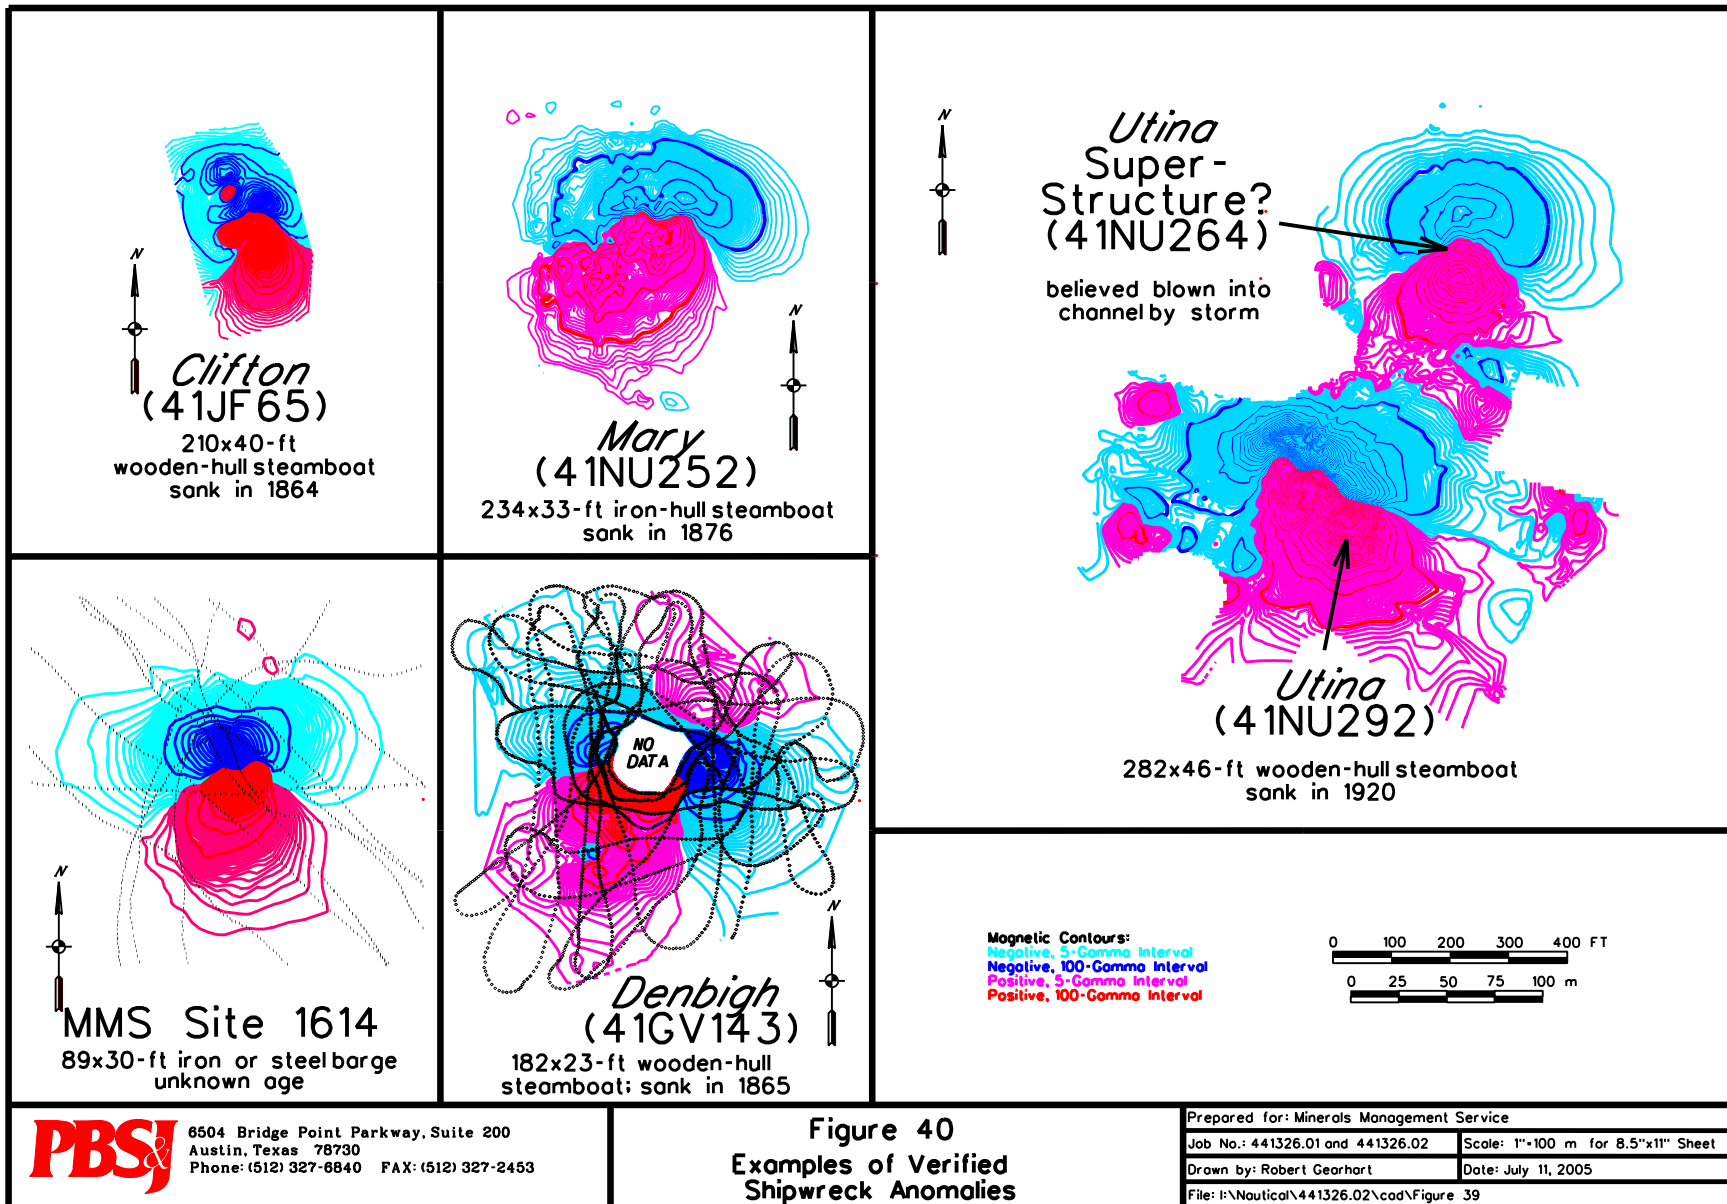 N
Clifton
(41JF65)
210x40-ft
wooden-hull steamboat
sank in 1864
N
Mary
(41NU252)
234x33-ft iron-hull steamboat
sank in 1876
N
Utina
Super-
Structure?
(41NU264)
believed blown into
channel by storm
Utina
(41NU292)
282x46-ft wooden-hull steamboat
sank in 1920
N
MMS Site 1614
89x30-ft iron or steel barge
unknown age
NO
DATA
N
Denbigh
(41GV143)
182x23-ft wooden-hull
steamboat; sank in 1865
Magnetic Contours:
Negative, 5-Gamma Interval
Negative, 100-Gamma Interval
Positive, 5-Gamma Interval
Positive, 100-Gamma Interval
0 100 200 300 400 FT
0 25 50 75 100 m
PBS&J
6504 Bridge Point Parkway, Suite 200
Austin, Texas 78730
Phone: (512) 327-6840 FAX: (512) 327-2453
Figure 40
Examples of Verified
Shipwreck Anomalies
Prepared for: Minerals Management Service
Job No.: 441326.01 and 441326.02
Scale: 1"=100 m for 8.5"x11" Sheet
Drawn by: Robert Gearhart
Date: July 11, 2005
File: I:\Nautical\441326.02\cad\Figure 39